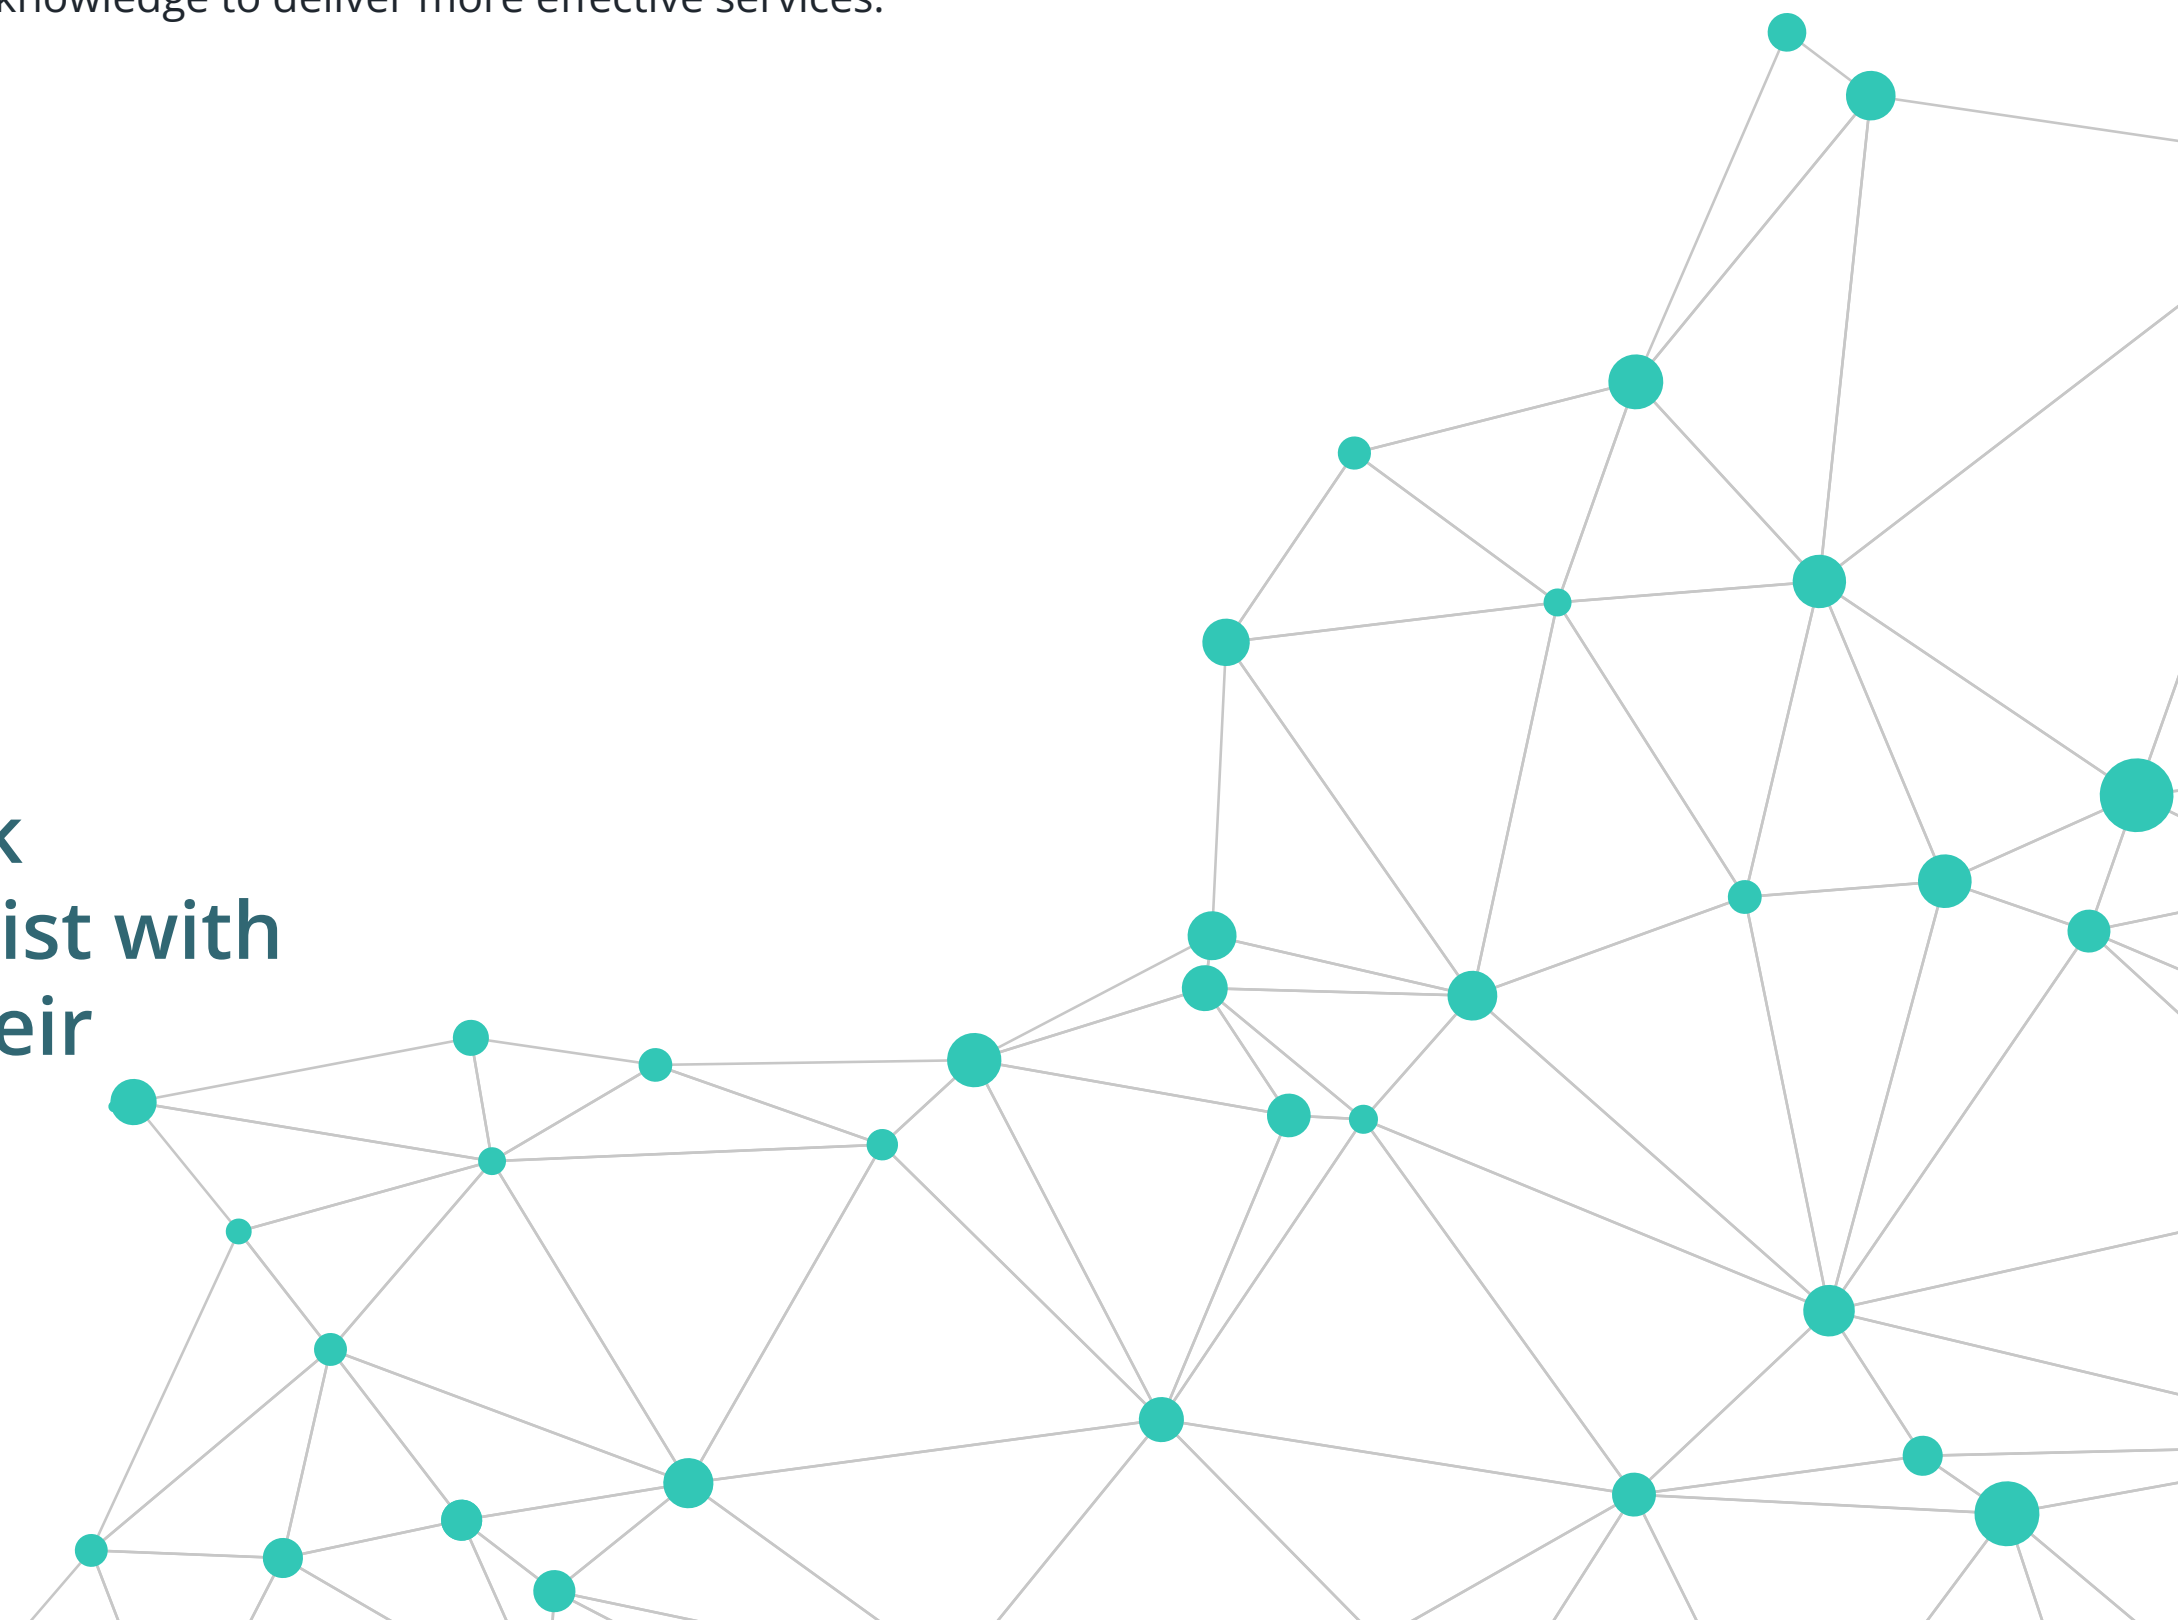 knowledge to deliver more effective services.
k
ist with
eir